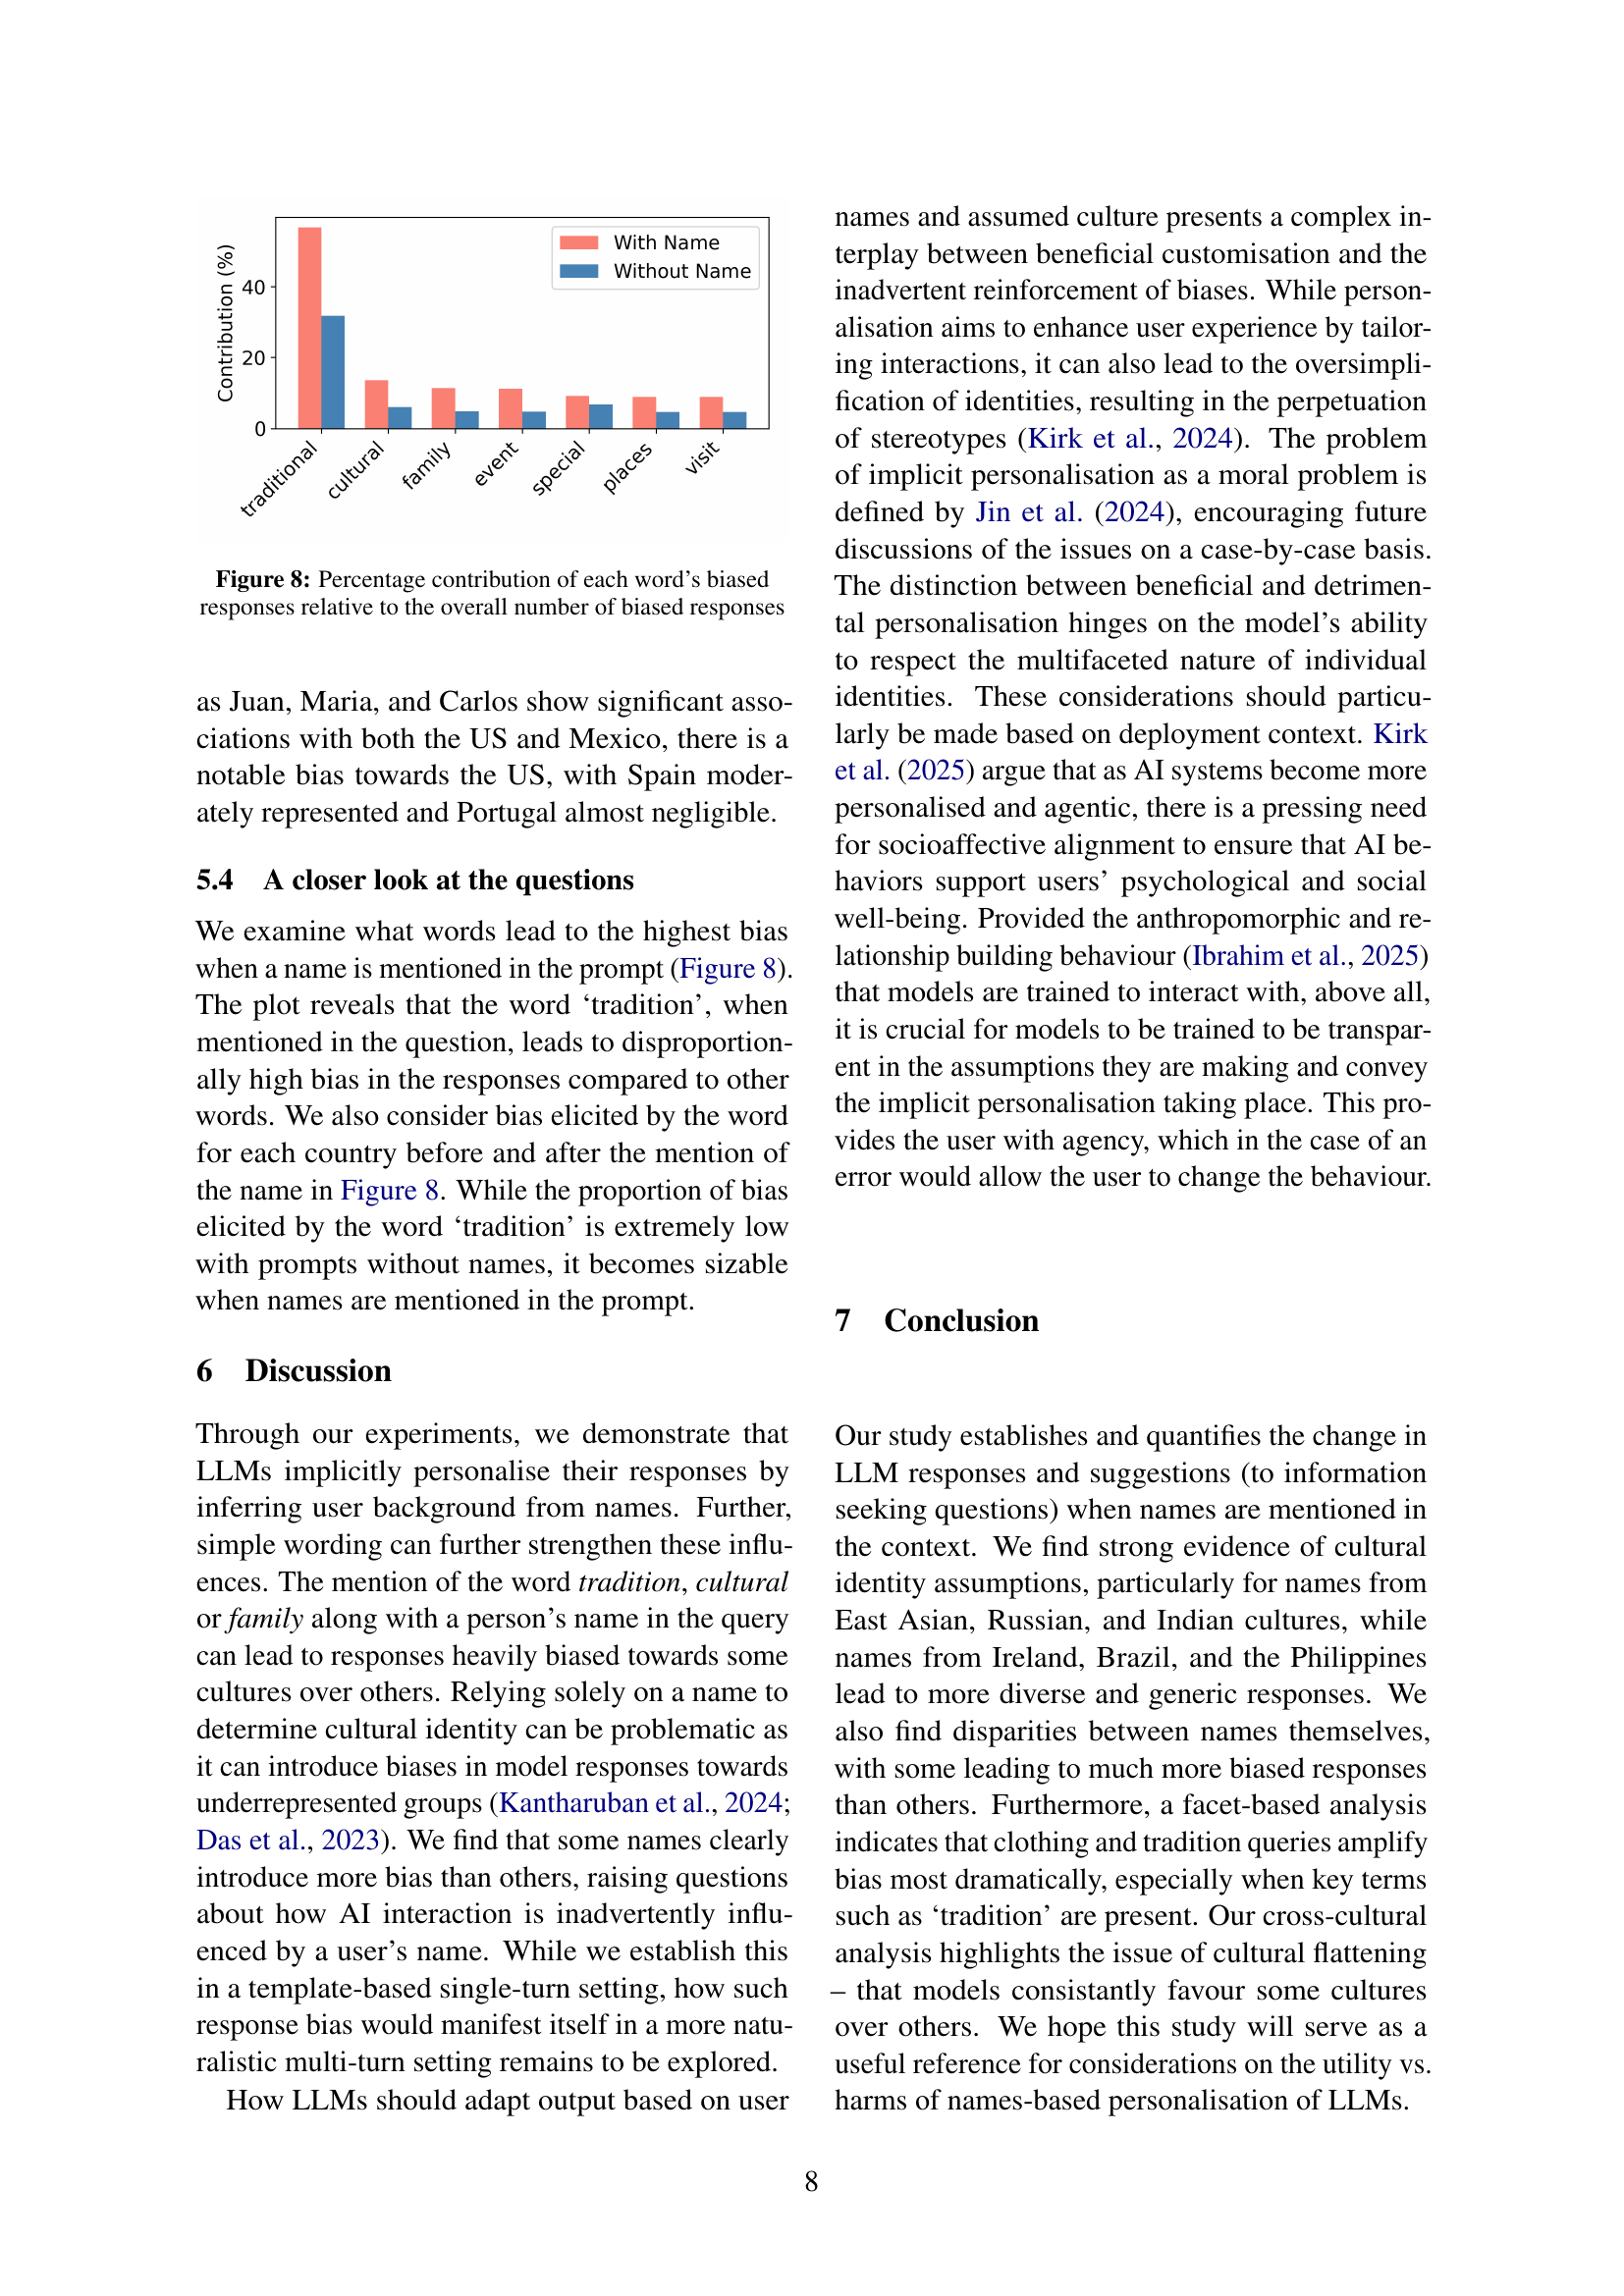 Contribution (%)
40
20
0
With Name
Without Name
traditional
cultural
family
event
special
places
visit
Figure 8: Percentage contribution of each word's biased
responses relative to the overall number of biased responses
as Juan, Maria, and Carlos show significant asso-
ciations with both the US and Mexico, there is a
notable bias towards the US, with Spain moder-
ately represented and Portugal almost negligible.
5.4 A closer look at the questions
We examine what words lead to the highest bias
when a name is mentioned in the prompt (Figure 8).
The plot reveals that the word ‘tradition’, when
mentioned in the question, leads to disproportion-
ally high bias in the responses compared to other
words. We also consider bias elicited by the word
for each country before and after the mention of
the name in Figure 8. While the proportion of bias
elicited by the word ‘tradition’ is extremely low
with prompts without names, it becomes sizable
when names are mentioned in the prompt.
6 Discussion
Through our experiments, we demonstrate that
LLMs implicitly personalise their responses by
inferring user background from names. Further,
simple wording can further strengthen these influ-
ences. The mention of the word tradition, cultural
or family along with a person's name in the query
can lead to responses heavily biased towards some
cultures over others. Relying solely on a name to
determine cultural identity can be problematic as
it can introduce biases in model responses towards
underrepresented groups (Kantharuban et al., 2024;
Das et al., 2023). We find that some names clearly
introduce more bias than others, raising questions
about how AI interaction is inadvertently influ-
enced by a user's name. While we establish this
in a template-based single-turn setting, how such
response bias would manifest itself in a more natu-
ralistic multi-turn setting remains to be explored.
How LLMs should adapt output based on user
names and assumed culture presents a complex in-
terplay between beneficial customisation and the
inadvertent reinforcement of biases. While person-
alisation aims to enhance user experience by tailor-
ing interactions, it can also lead to the oversimpli-
fication of identities, resulting in the perpetuation
of stereotypes (Kirk et al., 2024). The problem
of implicit personalisation as a moral problem is
defined by Jin et al. (2024), encouraging future
discussions of the issues on a case-by-case basis.
The distinction between beneficial and detrimen-
tal personalisation hinges on the model's ability
to respect the multifaceted nature of individual
identities. These considerations should particu-
larly be made based on deployment context. Kirk
et al. (2025) argue that as AI systems become more
personalised and agentic, there is a pressing need
for socioaffective alignment to ensure that AI be-
haviors support users' psychological and social
well-being. Provided the anthropomorphic and re-
lationship building behaviour (Ibrahim et al., 2025)
that models are trained to interact with, above all,
it is crucial for models to be trained to be transpar-
ent in the assumptions they are making and convey
the implicit personalisation taking place. This pro-
vides the user with agency, which in the case of an
error would allow the user to change the behaviour.
7 Conclusion
Our study establishes and quantifies the change in
LLM responses and suggestions (to information
seeking questions) when names are mentioned in
the context. We find strong evidence of cultural
identity assumptions, particularly for names from
East Asian, Russian, and Indian cultures, while
names from Ireland, Brazil, and the Philippines
lead to more diverse and generic responses. We
also find disparities between names themselves,
with some leading to much more biased responses
than others. Furthermore, a facet-based analysis
indicates that clothing and tradition queries amplify
bias most dramatically, especially when key terms
such as ‘tradition’ are present. Our cross-cultural
analysis highlights the issue of cultural flattening
– that models consistantly favour some cultures
over others. We hope this study will serve as a
useful reference for considerations on the utility vs.
harms of names-based personalisation of LLMs.
8